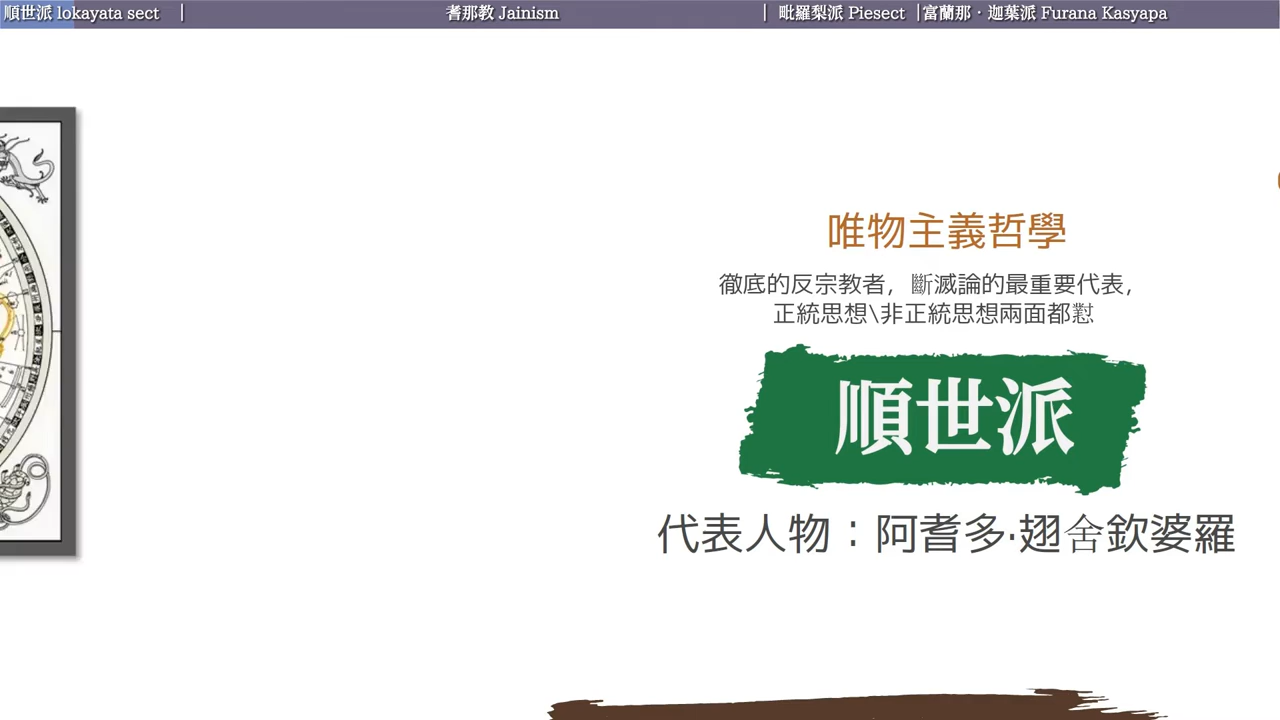 順世派 lokayata sect | 耆那教 Jainism | 毗羅梨派 Piesect |富蘭那·迦葉派 Furana Kasyapa
唯物主義哲學
徹底的反宗教者，斷滅論的最重要代表，
正統思想\非正統思想兩面都懟
順世派
代表人物：阿耆多·翅舍欽婆羅